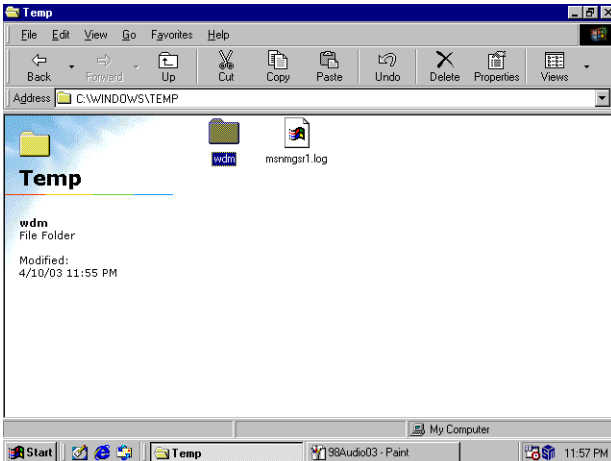 Temp
File Edit View Go Favorites Help
Back Forward Up Cut Copy Paste Undo Delete Properties Views
Address C:\WINDOWS\TEMP
wdm msnmgsr1.log
Temp
wdm
File Folder
Modified:
4/10/03 11:55 PM
My Computer
Start Temp 98Audio03 - Paint 11:57 PM